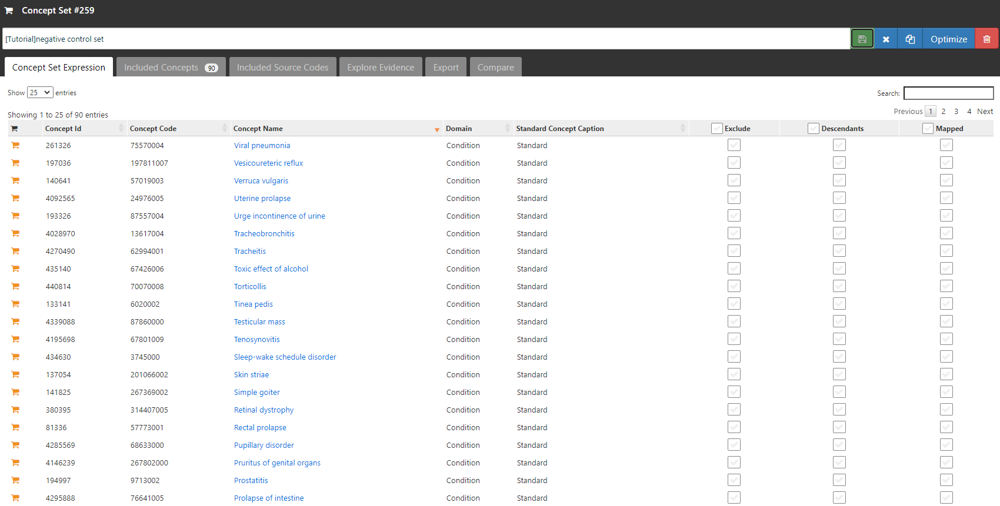 Concept Set #259
[Tutorial]negative control set
Optimize
Concept Set Expression Included Concepts 90 Included Source Codes Explore Evidence Export Compare
Show 25 entries Search:
Showing 1 to 25 of 90 entries Previous 1 2 3 4 Next
Concept Id Concept Code Concept Name Domain Standard Concept Caption Exclude Descendants Mapped
261326 75570004 Viral pneumonia Condition Standard
197036 197811007 Vesicoureteric reflux Condition Standard
140641 57019003 Verruca vulgaris Condition Standard
4092565 24976005 Uterine prolapse Condition Standard
193326 87557004 Urge incontinence of urine Condition Standard
4028970 13617004 Tracheobronchitis Condition Standard
4270490 62994001 Tracheitis Condition Standard
435140 67426006 Toxic effect of alcohol Condition Standard
440814 70070008 Torticollis Condition Standard
133141 6020002 Tinea pedis Condition Standard
4339088 87860000 Testicular mass Condition Standard
4195698 67801009 Tenosynovitis Condition Standard
434630 3745000 Sleep-wake schedule disorder Condition Standard
137054 201066002 Skin striae Condition Standard
141825 267369002 Simple goiter Condition Standard
380395 314407005 Retinal dystrophy Condition Standard
81336 57773001 Rectal prolapse Condition Standard
4285569 68633000 Pupillary disorder Condition Standard
4146239 267802000 Pruritus of genital organs Condition Standard
194997 9713002 Prostatitis Condition Standard
4295888 76641005 Prolapse of intestine Condition Standard